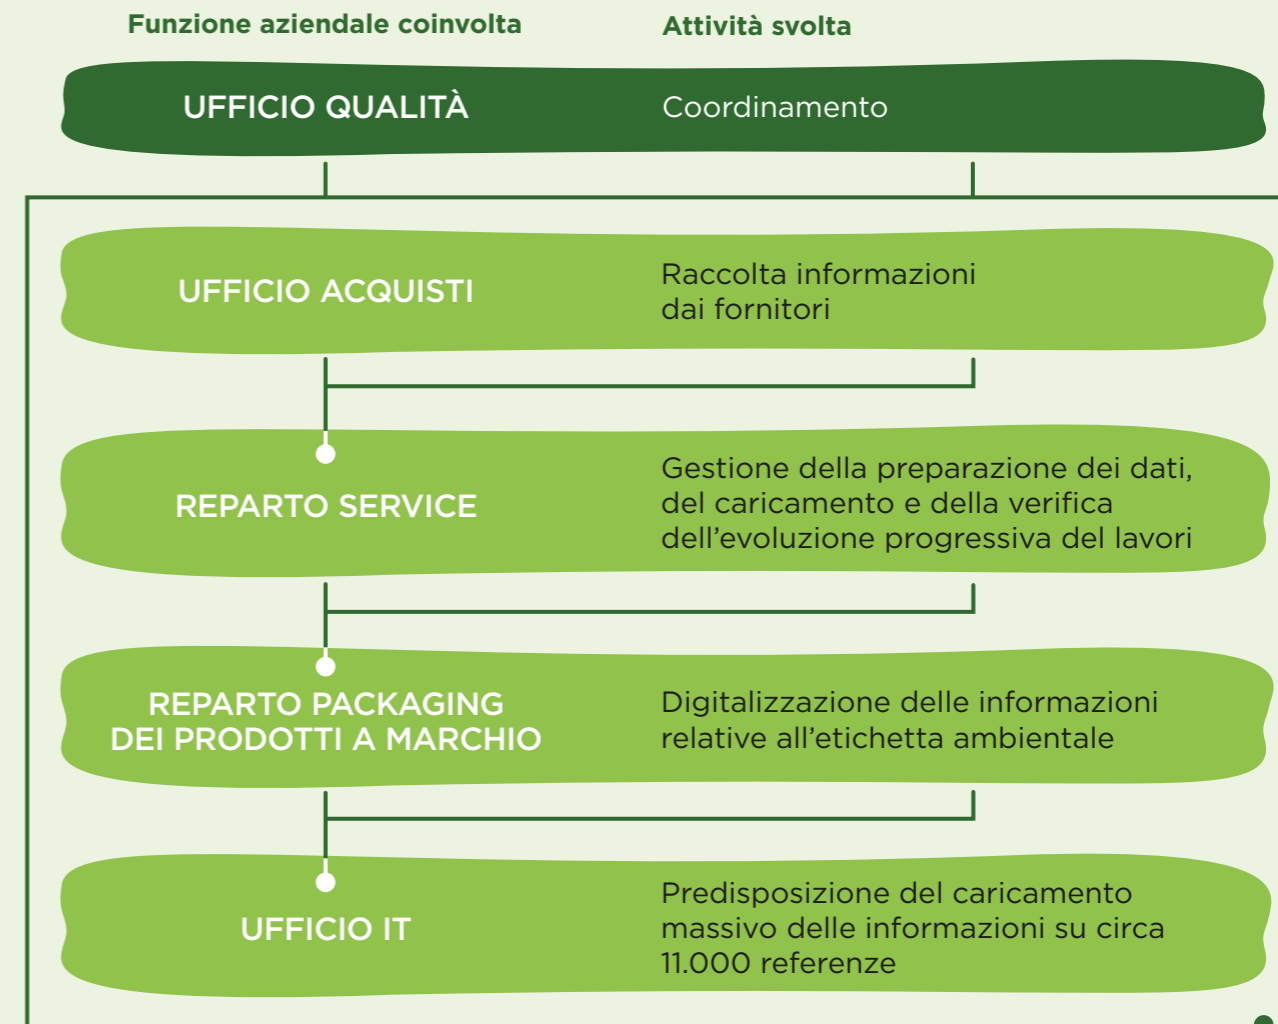 Funzione aziendale coinvolta
Attività svolta
UFFICIO QUALITÀ
Coordinamento
UFFICIO ACQUISTI
Raccolta informazioni
dai fornitori
REPARTO SERVICE
Gestione della preparazione dei dati,
del caricamento e della verifica
dell'evoluzione progressiva del lavori
REPARTO PACKAGING
DEI PRODOTTI A MARCHIO
Digitalizzazione delle informazioni
relative all'etichetta ambientale
UFFICIO IT
Predisposizione del caricamento
massivo delle informazioni su circa
11.000 referenze